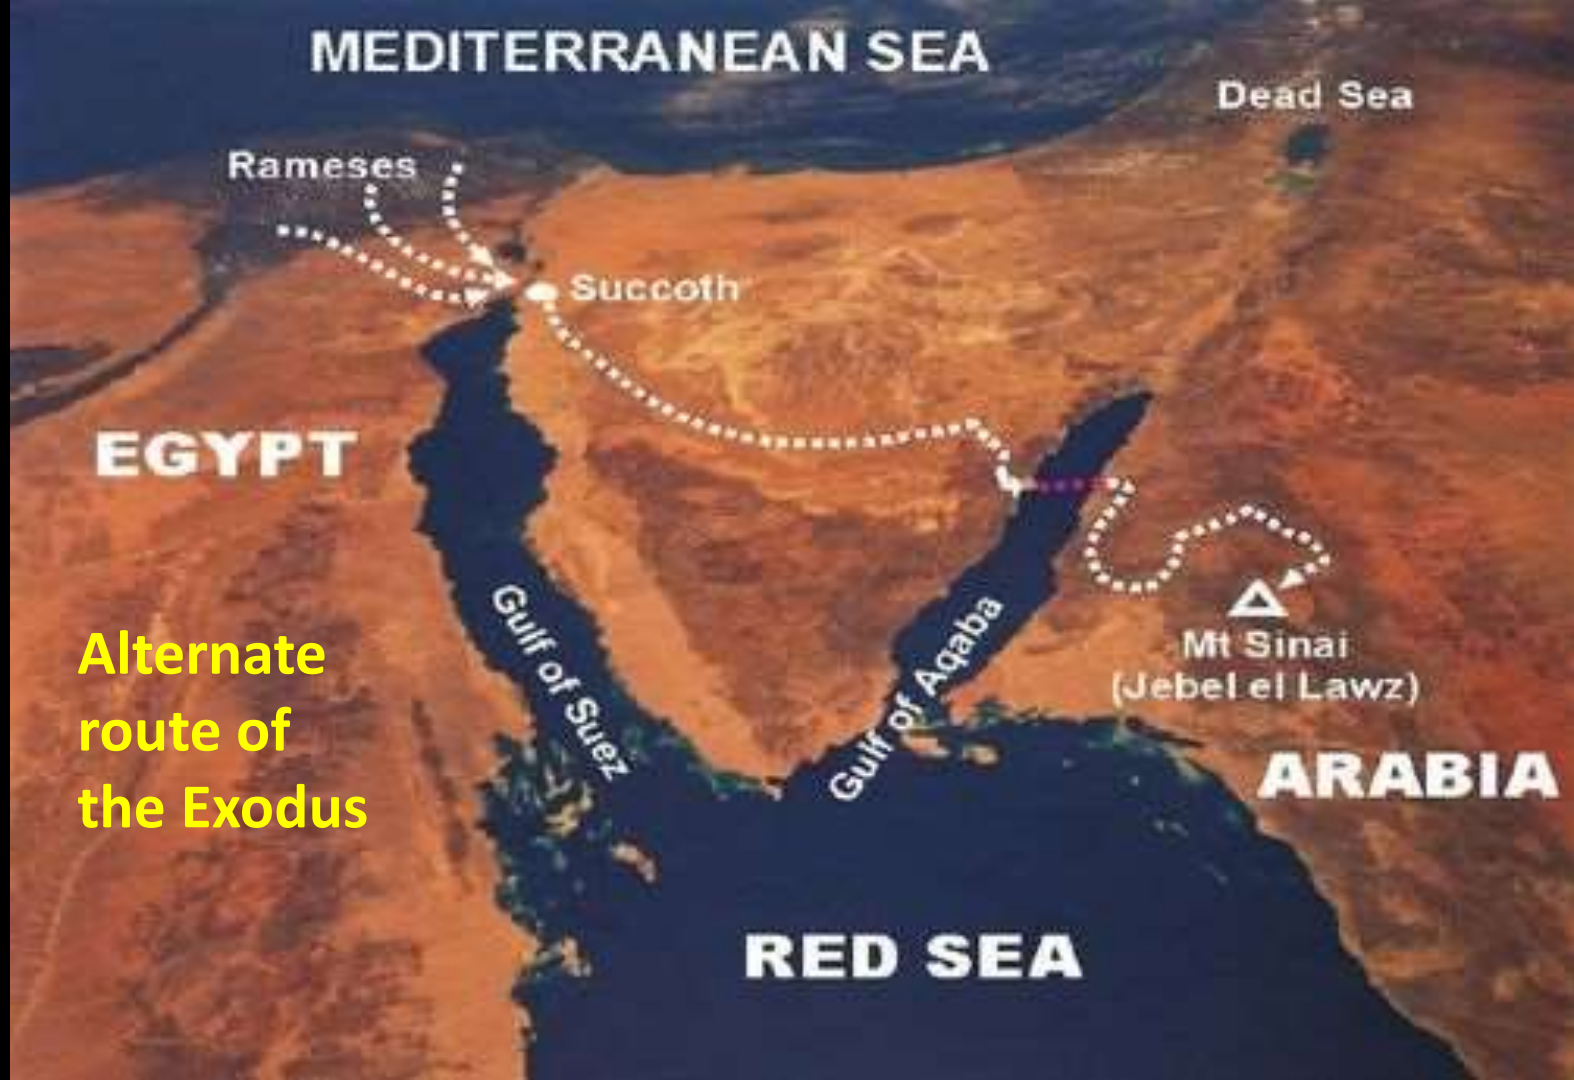 MEDITERRANEAN SEA
Dead Sea
Rameses
Succoth
EGYPT
Gulf of Suez
Gulf of Aqaba
Mt Sinai
(Jebel el Lawz)
Alternate
route of
the Exodus
ARABIA
RED SEA